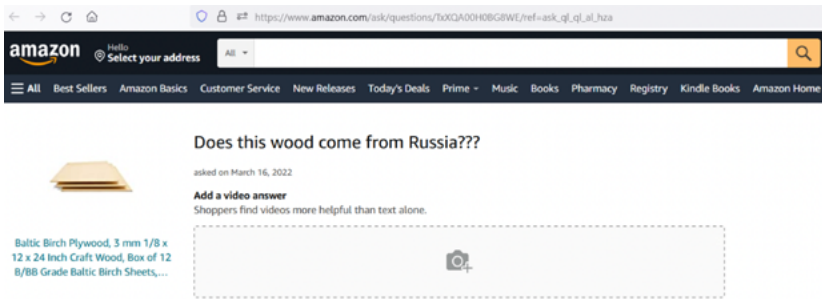 https://www.amazon.com/ask/questions/TxXQA00H0BG8WE/ref=ask_ql_ql_al_hza
amazon
Hello
Select your address
All
All Best Sellers Amazon Basics Customer Service New Releases Today's Deals Prime Music Books Pharmacy Registry Kindle Books Amazon Home
Does this wood come from Russia???
asked on March 16, 2022
Add a video answer
Shoppers find videos more helpful than text alone.
Baltic Birch Plywood, 3 mm 1/8 x
12 x 24 Inch Craft Wood, Box of 12
B/BB Grade Baltic Birch Sheets,...